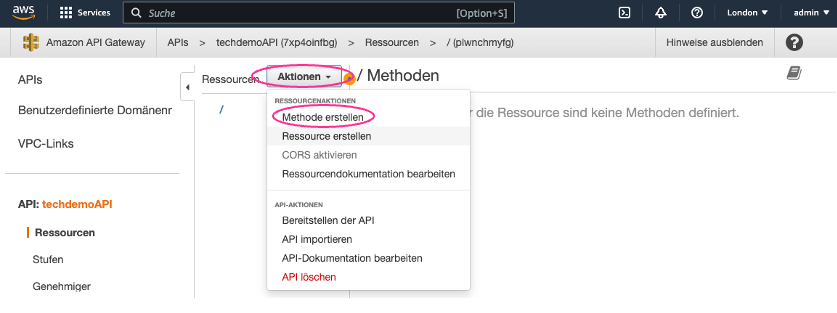 aws Services Suche [Option+S] London admin
Amazon API Gateway APIs > techdemoAPI (7xp4oinfbg) > Ressourcen > / (plwnchmyfg) Hinweise ausblenden ?
APIs
Benutzerdefinierte Domänenr
VPC-Links
API: techdemoAPI
Ressourcen
Stufen
Genehmiger
Ressourcen Aktionen / Methoden
/
RESSOURCENAKTIONEN
Methode erstellen
Ressource erstellen
CORS aktivieren
Ressourcendokumentation bearbeiten
API-AKTIONEN
Bereitstellen der API
API importieren
API-Dokumentation bearbeiten
API löschen
r die Ressource sind keine Methoden definiert.